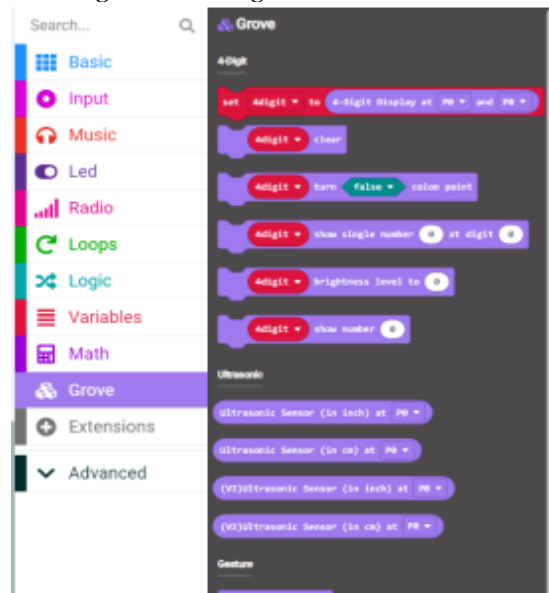 Search...
Basic
Input
Music
Led
Radio
Loops
Logic
Variables
Math
Grove
Extensions
Advanced
Grove
4-Digit
set 4digit to 4-Digit Display at P0 and P0
4digit clear
4digit turn false colon point
4digit show single number 0 at digit 0
4digit brightness level to 0
4digit show number 0
Ultrasonic
Ultrasonic Sensor (in inch) at P0
Ultrasonic Sensor (in cm) at P0
(V2)Ultrasonic Sensor (in inch) at P0
(V2)Ultrasonic Sensor (in cm) at P0
Gesture